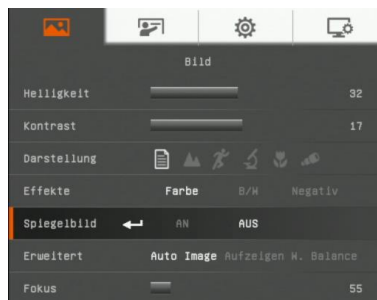 Bild
Helligkeit 32
Kontrast 17
Darstellung
Effekte Farbe B/W Negativ
Spiegelbild AN AUS
Erweitert Auto Image Aufzeigen W. Balance
Fokus 55